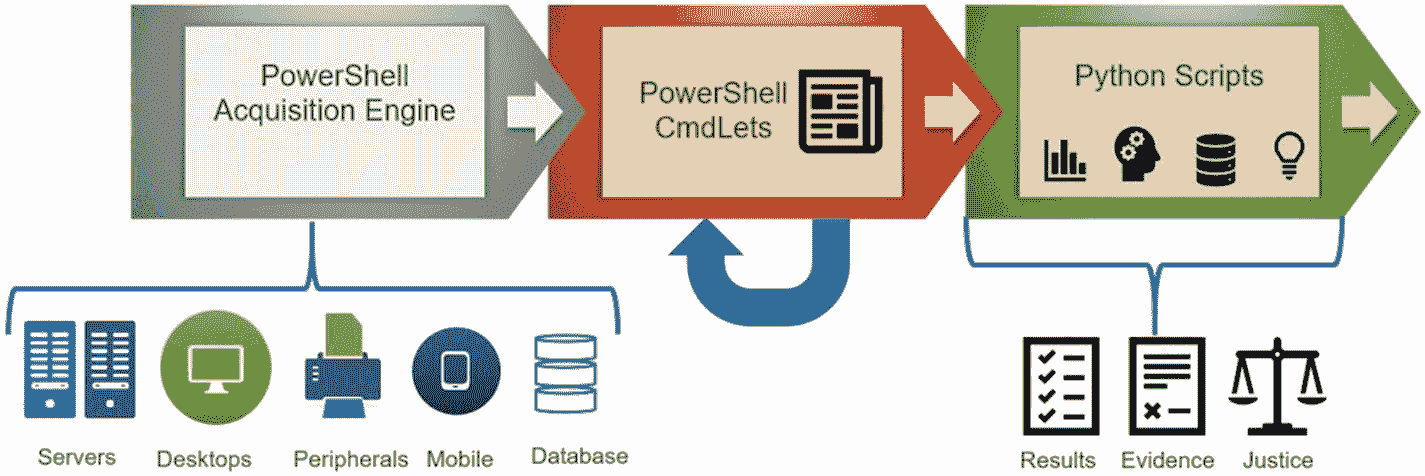 PowerShell
Acquisition Engine
PowerShell
CmdLets
Python Scripts
Servers
Desktops
Peripherals
Mobile
Database
Results
Evidence
Justice